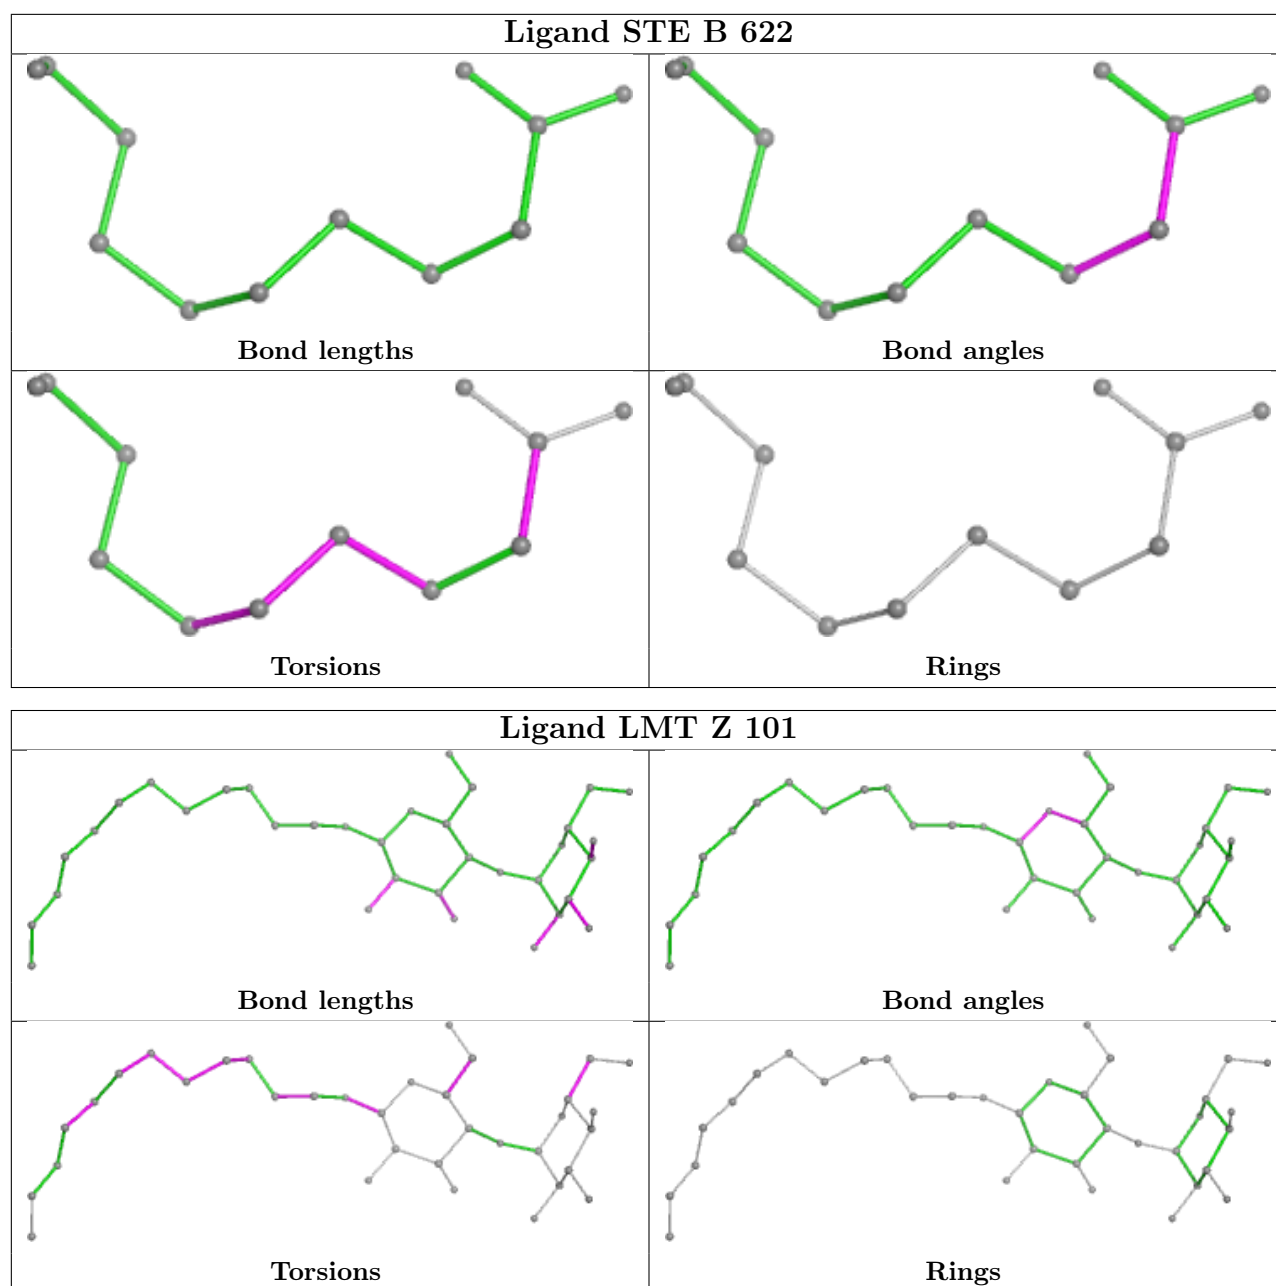 Ligand STE B 622
Bond lengths
Bond angles
Torsions
Rings
Ligand LMT Z 101
Bond lengths
Bond angles
Torsions
Rings